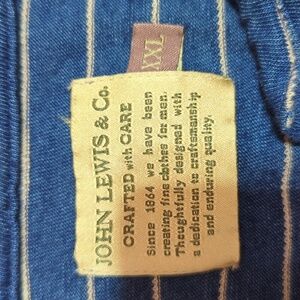 JOHN LEWIS & Co.
CRAFTED with CARE
Since 1864 we have been
creating fine clothes for men.
Thoughtfully designed with
a dedication to craftsmanship
and enduring quality.
XXL